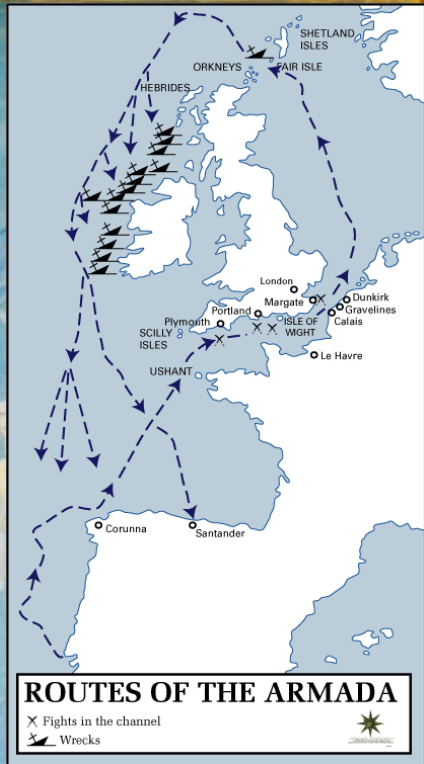 SHETLAND
ISLES
ORKNEYS
FAIR ISLE
HEBRIDES
London
Margate
Dunkirk
Portland
Gravelines
Plymouth
ISLE OF
WIGHT
Calais
SCILLY
ISLES
Le Havre
USHANT
Corunna
Santander
ROUTES OF THE ARMADA
Fights in the channel
Wrecks